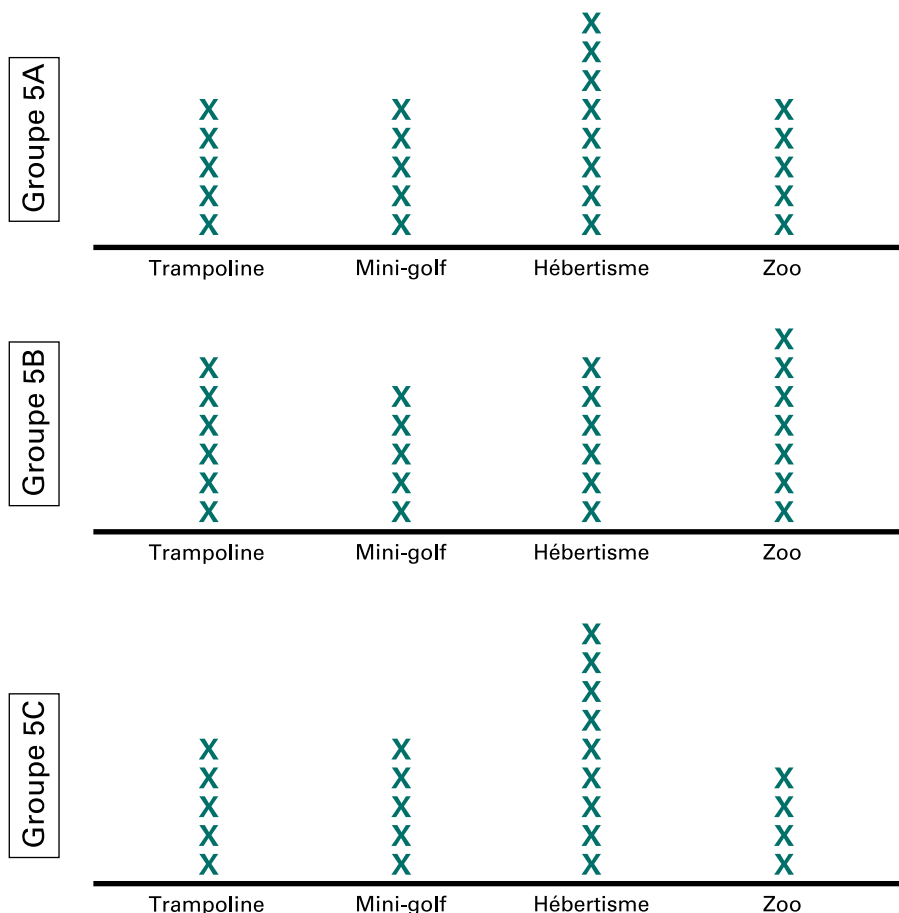 Groupe 5A
X
X
X
X X X X
X X X X
X X X X
X X X X
X X X X
Trampoline Mini-golf Hébertisme Zoo
Groupe 5B
X
X X X
X X X X
X X X X
X X X X
X X X X
X X X X
Trampoline Mini-golf Hébertisme Zoo
Groupe 5C
X
X
X
X
X X X
X X X X
X X X X
X X X X
X X X X
Trampoline Mini-golf Hébertisme Zoo